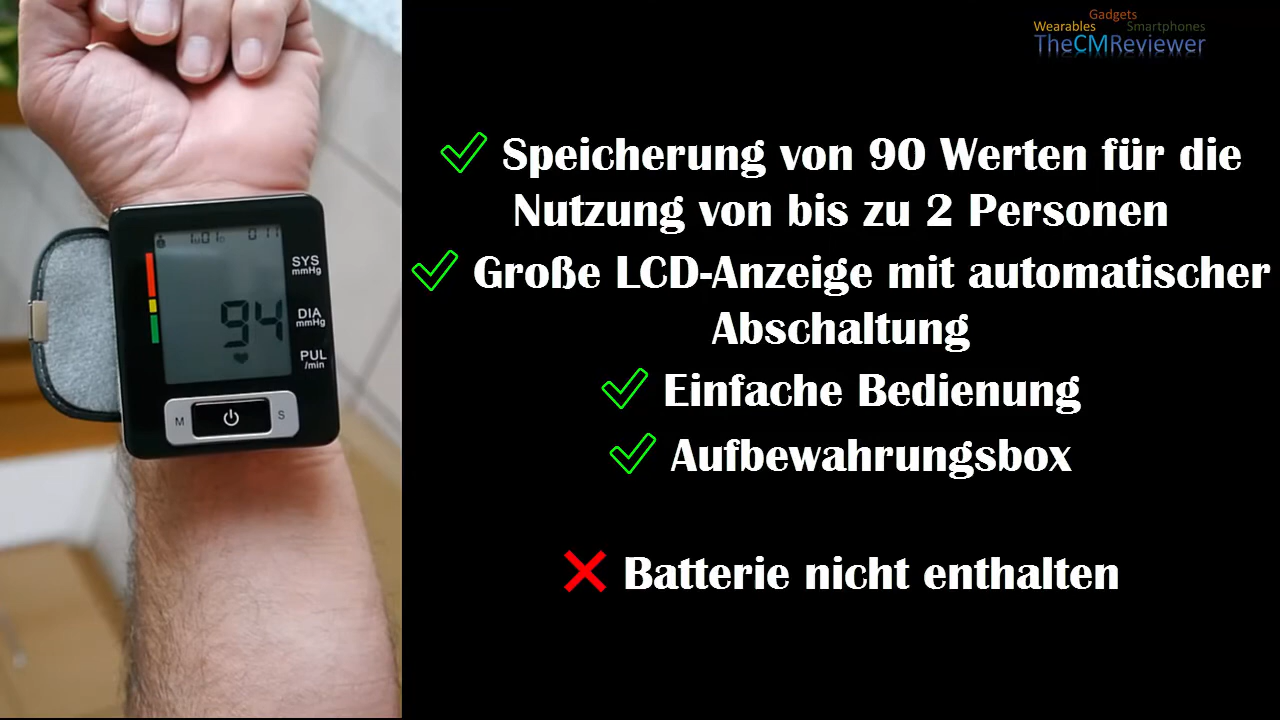 Gadgets
Wearables Smartphones
TheCMReviewer
Speicherung von 90 Werten für die
Nutzung von bis zu 2 Personen
Große LCD-Anzeige mit automatischer
Abschaltung
Einfache Bedienung
Aufbewahrungsbox
Batterie nicht enthalten
SYS
mmHg
94
DIA
mmHg
PUL
/min
M S